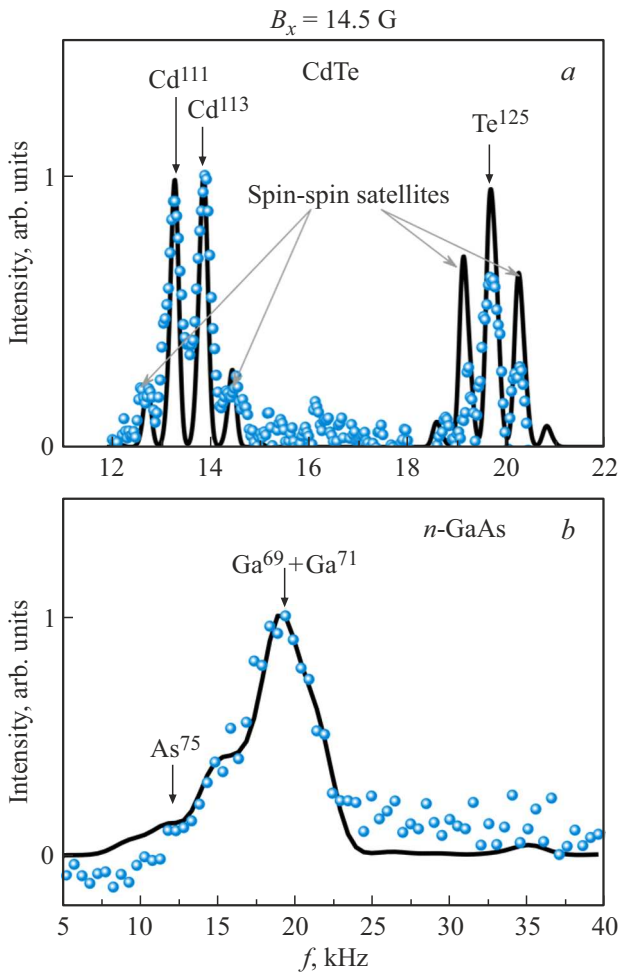 Bx = 14.5 G
CdTe
a
Cd111
Cd113
Te125
Spin-spin satellites
Intensity, arb. units
1
0
12 14 16 18 20 22
n-GaAs
b
Ga69 + Ga71
As75
Intensity, arb. units
1
0
5 10 15 20 25 30 35 40
f, kHz